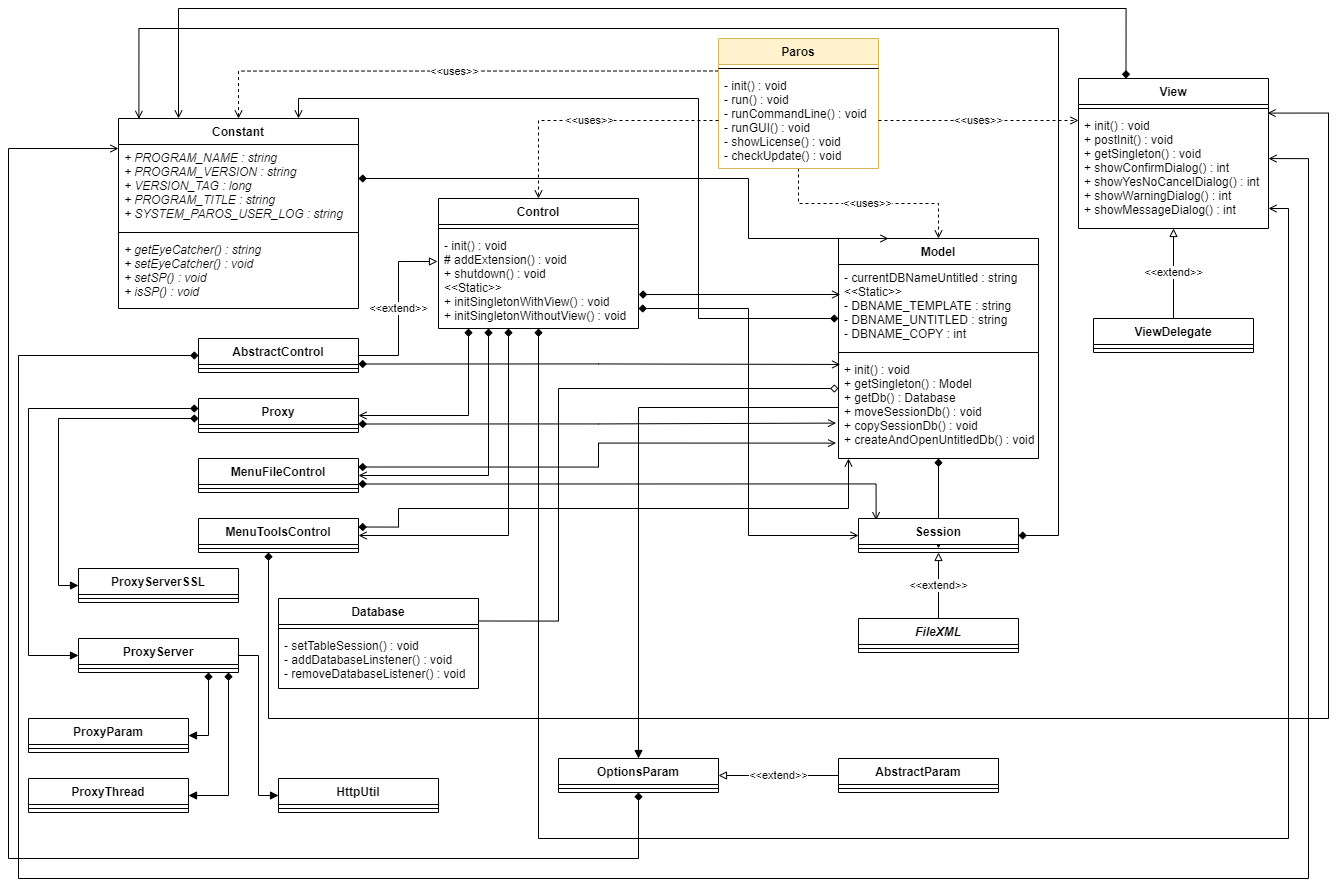 Paros
- init() : void
- run() : void
- runCommandLine() : void
- runGUI() : void
- showLicense() : void
- checkUpdate() : void
<<uses>>
<<uses>>
<<uses>>
<<uses>>
View
+ init() : void
+ postInit() : void
+ getSingleton() : void
+ showConfirmDialog() : int
+ showYesNoCancelDialog() : int
+ showWarningDialog() : int
+ showMessageDialog() : int
Constant
+ PROGRAM_NAME : string
+ PROGRAM_VERSION : string
+ VERSION_TAG : long
+ PROGRAM_TITLE : string
+ SYSTEM_PAROS_USER_LOG : string
+ getEyeCatcher() : string
+ setEyeCatcher() : void
+ setSP() : void
+ isSP() : void
Control
- init() : void
# addExtension() : void
+ shutdown() : void
<<Static>>
+ initSingletonWithView() : void
+ initSingletonWithoutView() : void
Model
- currentDBNameUntitled : string
<<Static>>
- DBNAME_TEMPLATE : string
- DBNAME_UNTITLED : string
- DBNAME_COPY : int
+ init() : void
+ getSingleton() : Model
+ getDb() : Database
+ moveSessionDb() : void
+ copySessionDb() : void
+ createAndOpenUntitledDb() : void
<<extend>>
ViewDelegate
<<extend>>
AbstractControl
Proxy
MenuFileControl
MenuToolsControl
Session
ProxyServerSSL
<<extend>>
Database
- setTableSession() : void
- addDatabaseLinstener() : void
- removeDatabaseListener() : void
FileXML
ProxyServer
ProxyParam
OptionsParam
<<extend>>
AbstractParam
ProxyThread
HttpUtil